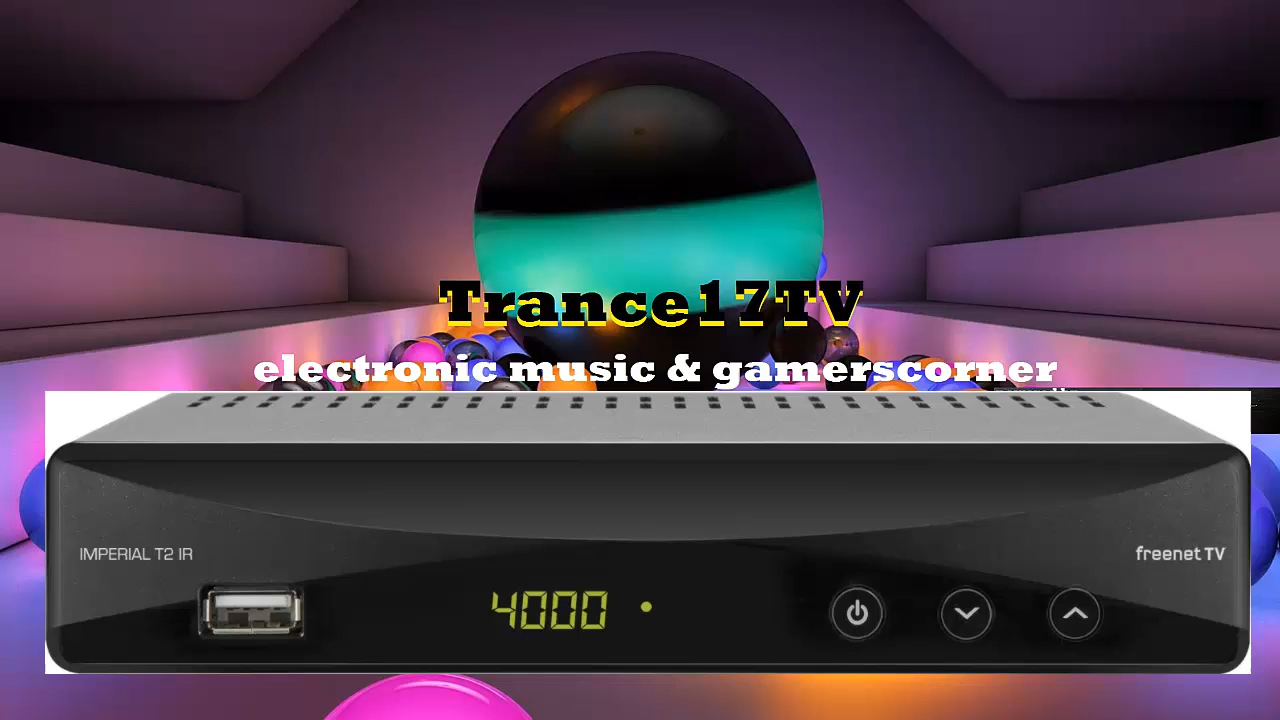 Trance17TV
electronic music & gamerscorner
IMPERIAL T2 IR
freenet TV
4000